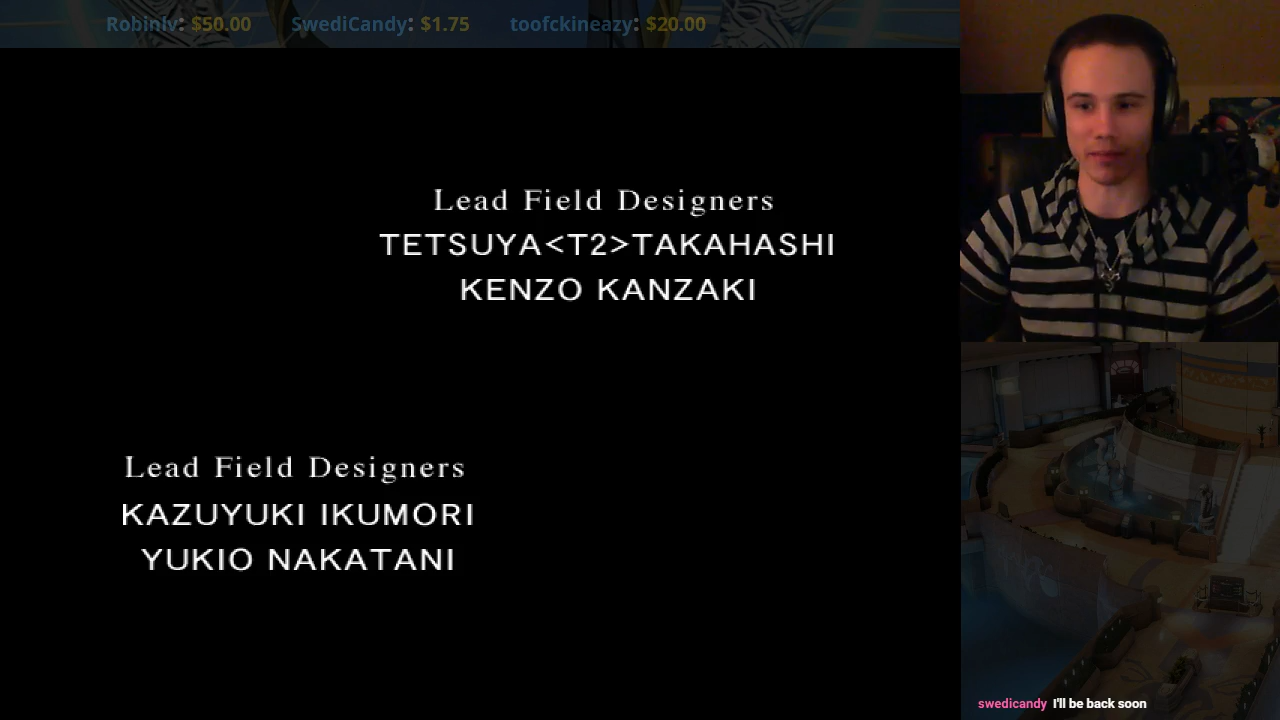 Robinlv: $50.00 SwediCandy: $1.75 toofckineazy: $20.00
Lead Field Designers
TETSUYA<T2>TAKAHASHI
KENZO KANZAKI
Lead Field Designers
KAZUYUKI IKUMORI
YUKIO NAKATANI
swedicandy I'll be back soon